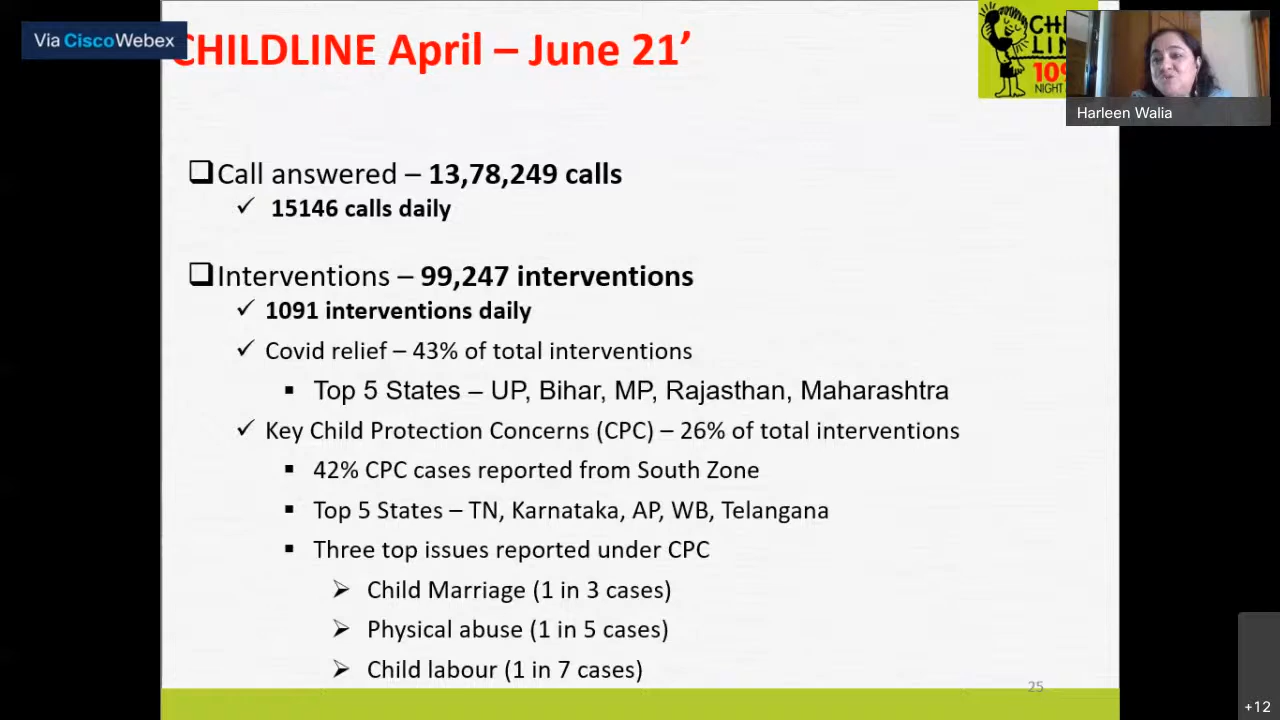 Via CiscoWebex
CHILDLINE April – June 21’
CHI
LIN
109
NIGHT
Harleen Walia
Call answered – 13,78,249 calls
15146 calls daily
Interventions – 99,247 interventions
1091 interventions daily
Covid relief – 43% of total interventions
Top 5 States – UP, Bihar, MP, Rajasthan, Maharashtra
Key Child Protection Concerns (CPC) – 26% of total interventions
42% CPC cases reported from South Zone
Top 5 States – TN, Karnataka, AP, WB, Telangana
Three top issues reported under CPC
Child Marriage (1 in 3 cases)
Physical abuse (1 in 5 cases)
Child labour (1 in 7 cases)
25
+12